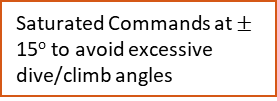 Saturated Commands at ±
15º to avoid excessive
dive/climb angles